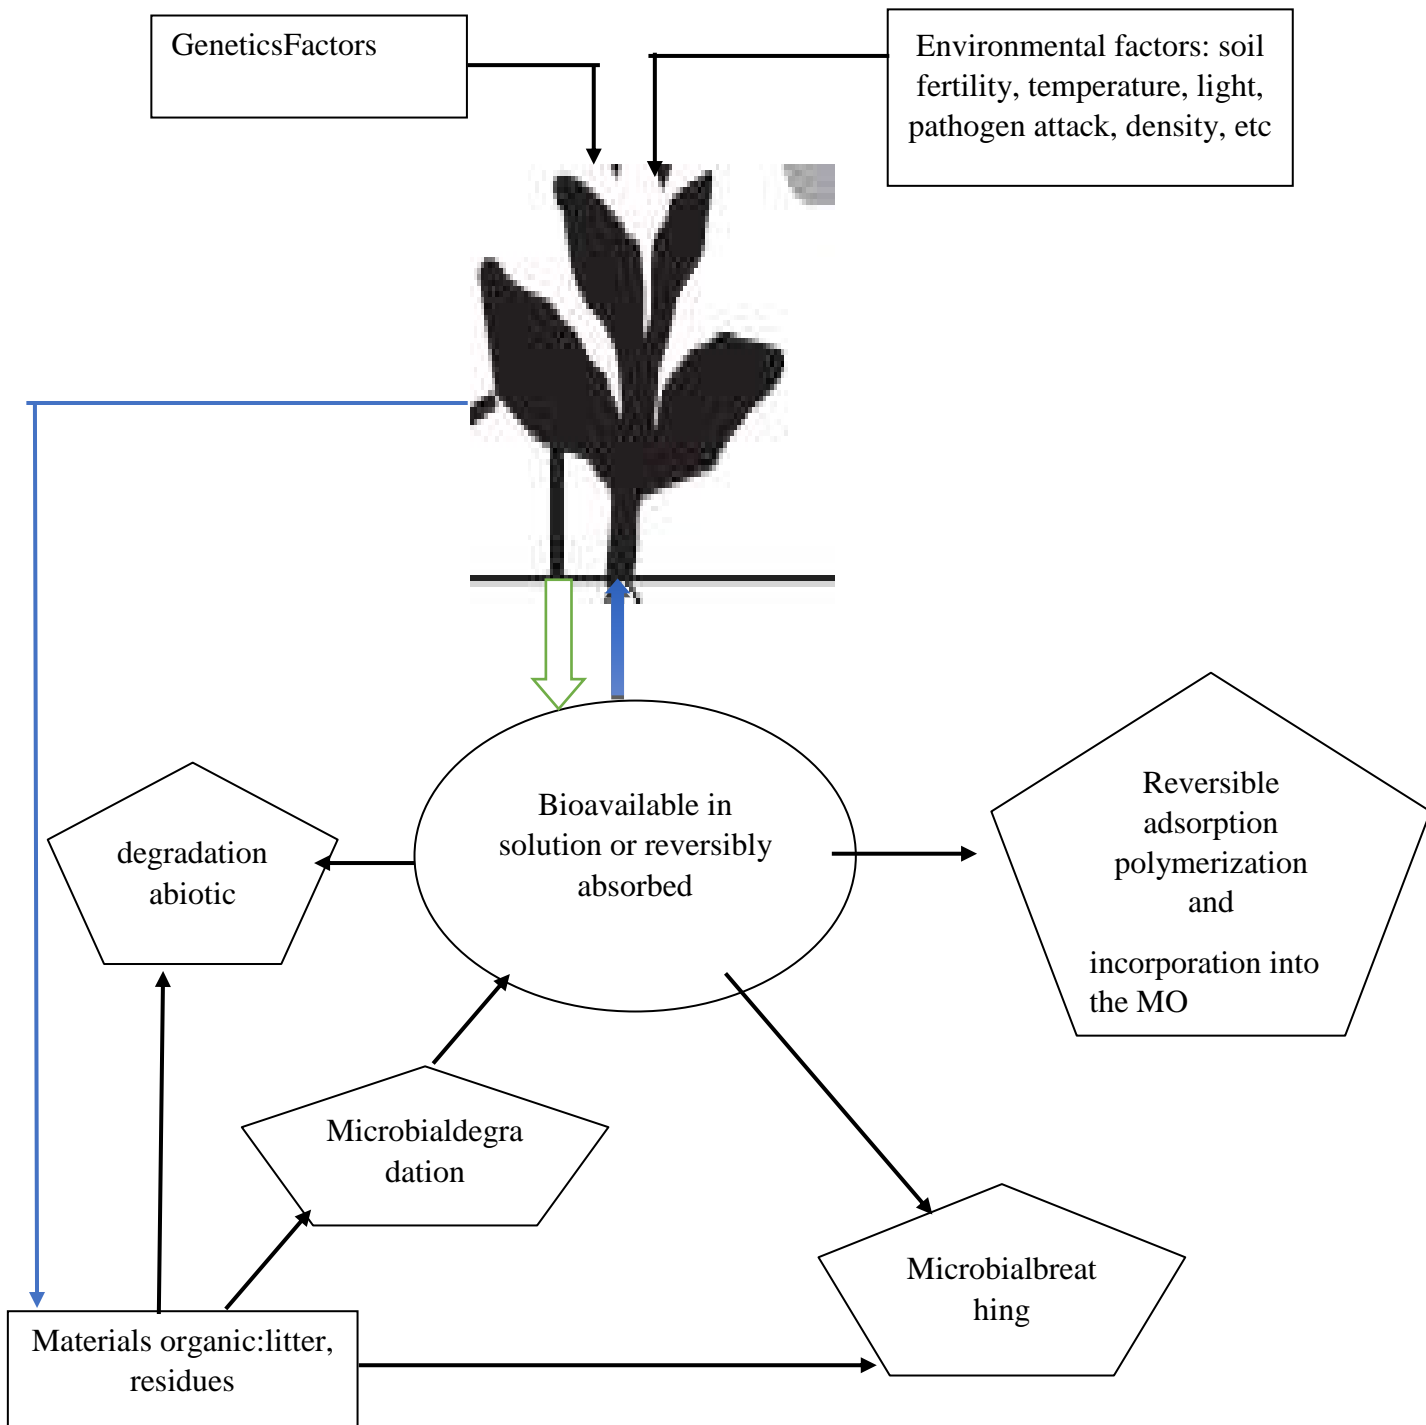 GeneticsFactors
Environmental factors: soil
fertility, temperature, light,
pathogen attack, density, etc
Bioavailable in
solution or reversibly
absorbed
degradation
abiotic
Reversible
adsorption
polymerization
and
incorporation into
the MO
Microbialdegra
dation
Microbialbreat
hing
Materials organic:litter,
residues